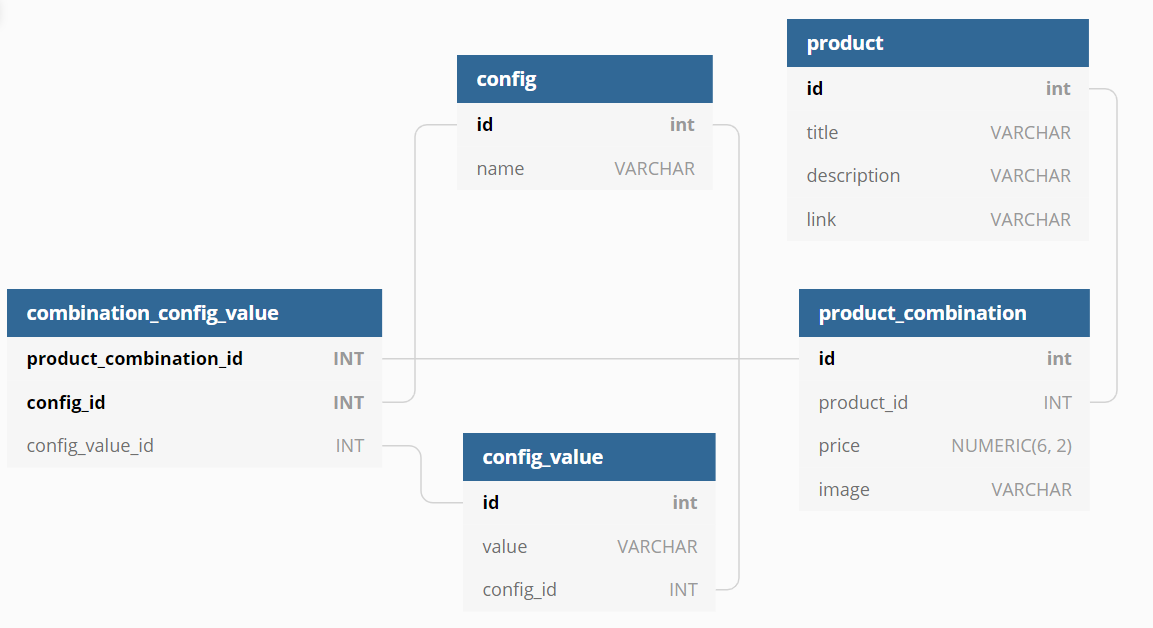 product
id int
title VARCHAR
description VARCHAR
link VARCHAR
config
id int
name VARCHAR
combination_config_value
product_combination_id INT
config_id INT
config_value_id INT
product_combination
id int
product_id INT
price NUMERIC(6, 2)
image VARCHAR
config_value
id int
value VARCHAR
config_id INT